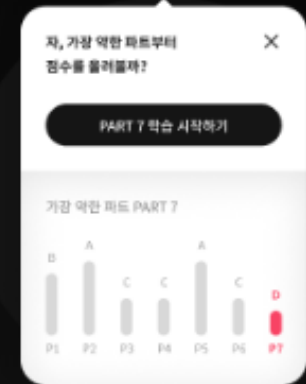 자, 가장 약한 파트부터
점수를 올려볼까?
PART 7 학습 시작하기
가장 약한 파트 PART 7
B A C C A C D
P1 P2 P3 P4 P5 P6 P7